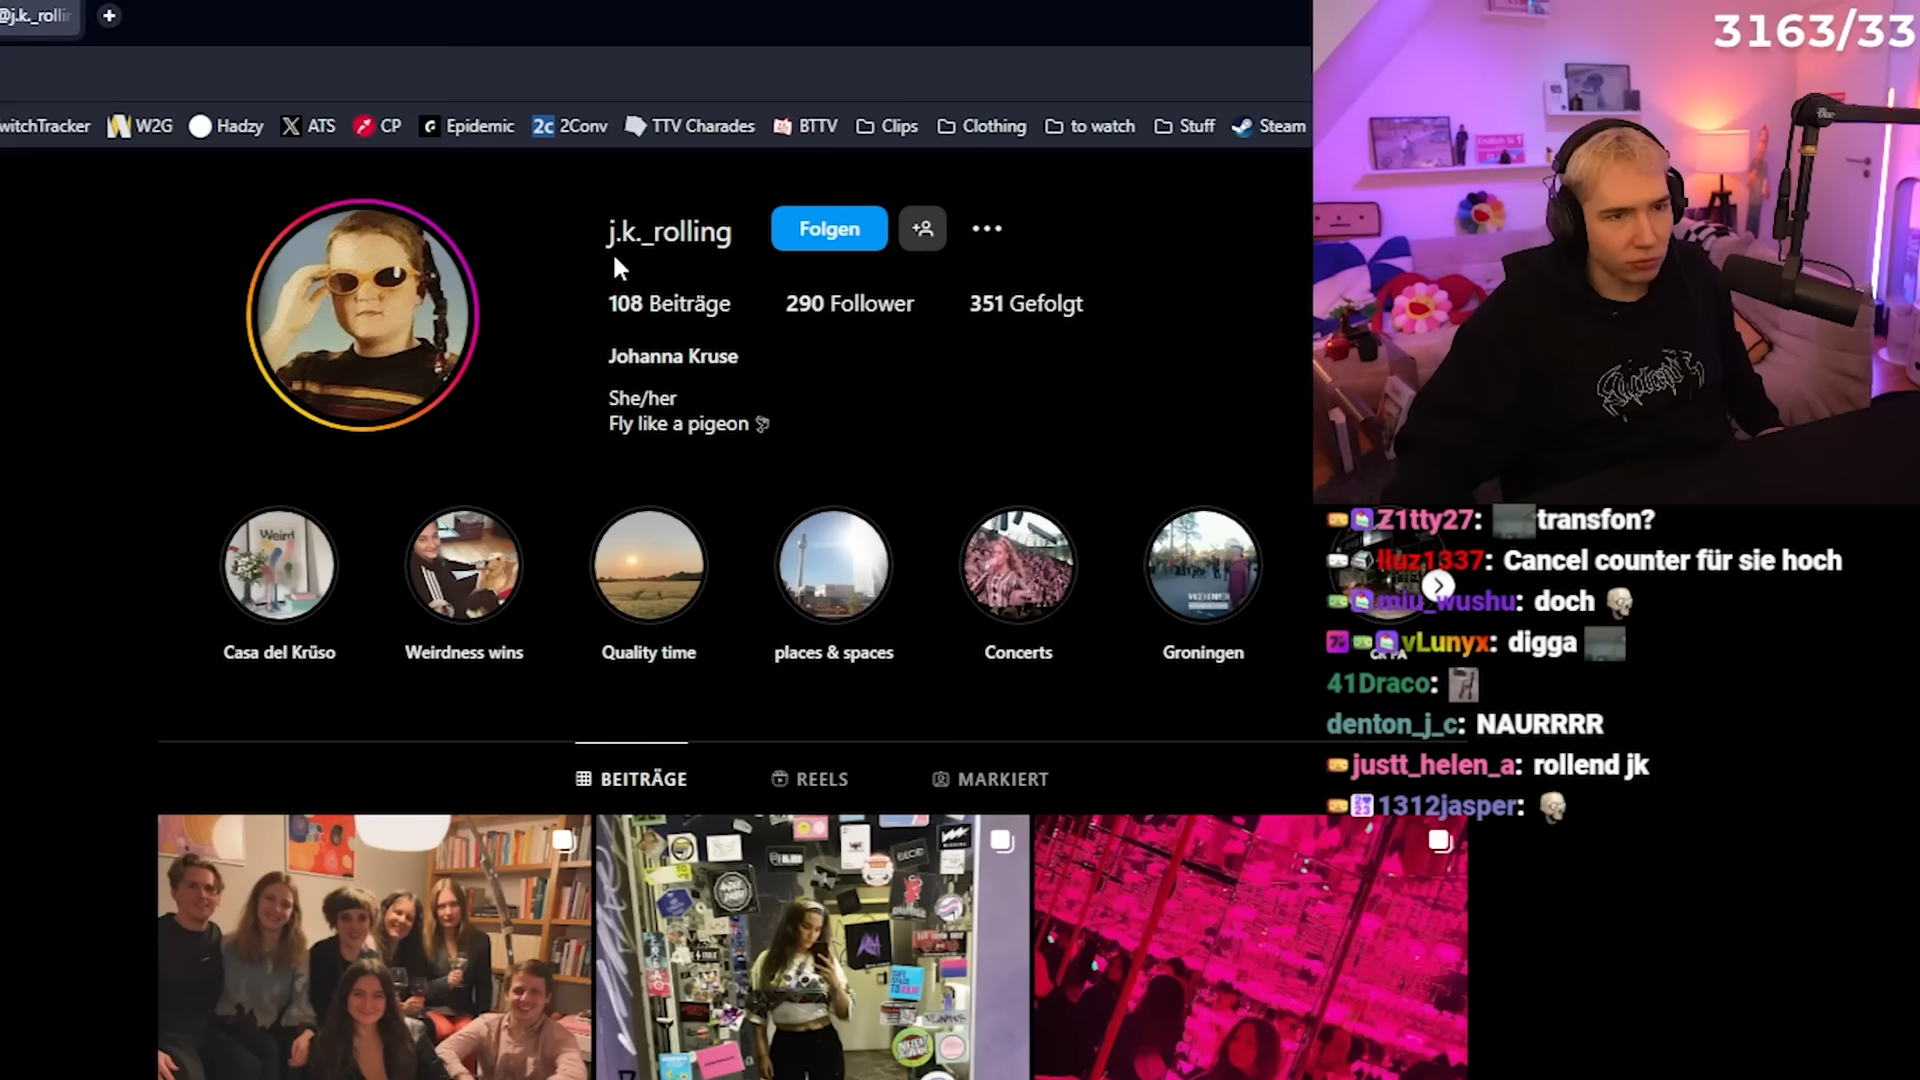 @j.k._rollin
3163/33
witchTracker W2G Hadzy ATS CP Epidemic 2Conv TTV Charades BTTV Clips Clothing to watch Stuff Steam
j.k._rolling Folgen
108 Beiträge 290 Follower 351 Gefolgt
Johanna Kruse
She/her
Fly like a pigeon
Weird
Casa del Krüso Weirdness wins Quality time places & spaces Concerts Groningen
BEITRÄGE REELS MARKIERT
Z1tty27: transfon?
lluz1337: Cancel counter für sie hoch
miu_wushu: doch
vLunyx: digga
41Draco:
denton_j_c: NAURRRR
justt_helen_a: rollend jk
1312jasper: